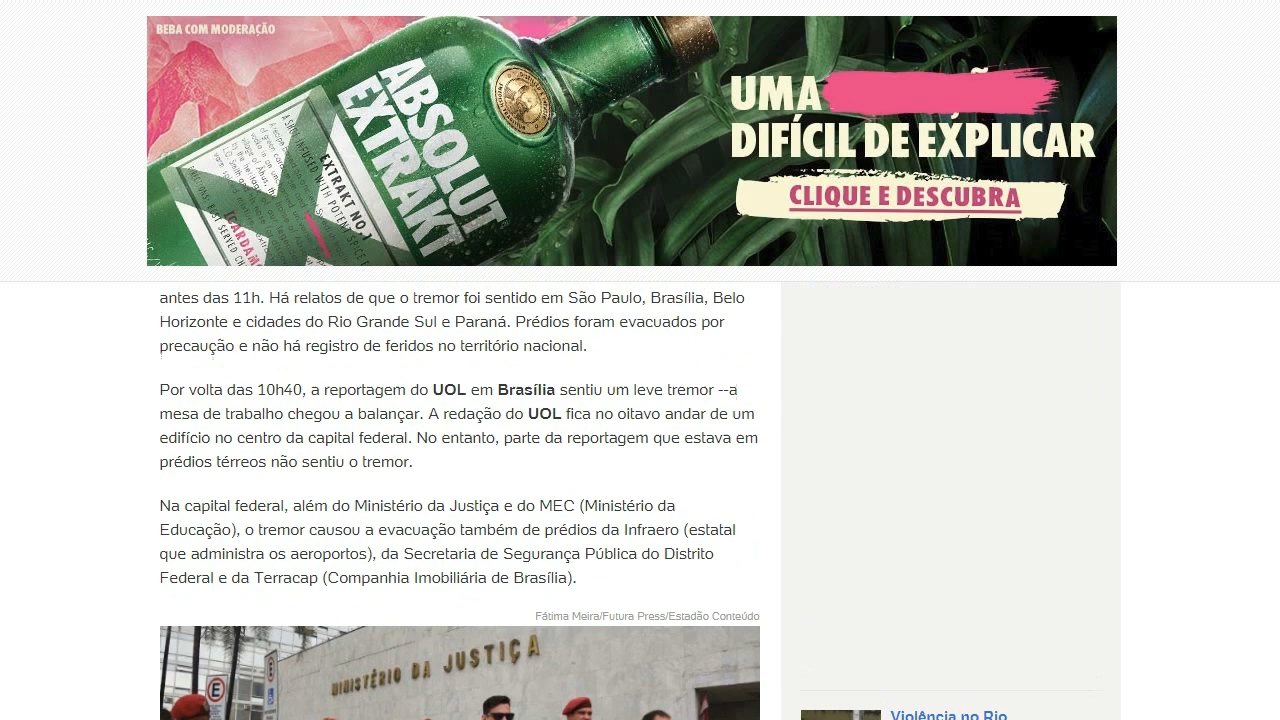 BEBA COM MODERAÇÃO
ABSOLUT
EXTRAKT
EXTRAKT NO.1
UMA
DIFÍCIL DE EXPLICAR
CLIQUE E DESCUBRA
antes das 11h. Há relatos de que o tremor foi sentido em São Paulo, Brasília, Belo
Horizonte e cidades do Rio Grande Sul e Paraná. Prédios foram evacuados por
precaução e não há registro de feridos no território nacional.
Por volta das 10h40, a reportagem do UOL em Brasília sentiu um leve tremor --a
mesa de trabalho chegou a balançar. A redação do UOL fica no oitavo andar de um
edifício no centro da capital federal. No entanto, parte da reportagem que estava em
prédios térreos não sentiu o tremor.
Na capital federal, além do Ministério da Justiça e do MEC (Ministério da
Educação), o tremor causou a evacuação também de prédios da Infraero (estatal
que administra os aeroportos), da Secretaria de Segurança Pública do Distrito
Federal e da Terracap (Companhia Imobiliária de Brasília).
Fátima Meira/Futura Press/Estadão Conteúdo
MINISTÉRIO DA JUSTIÇA
E
E
Violência no Rio